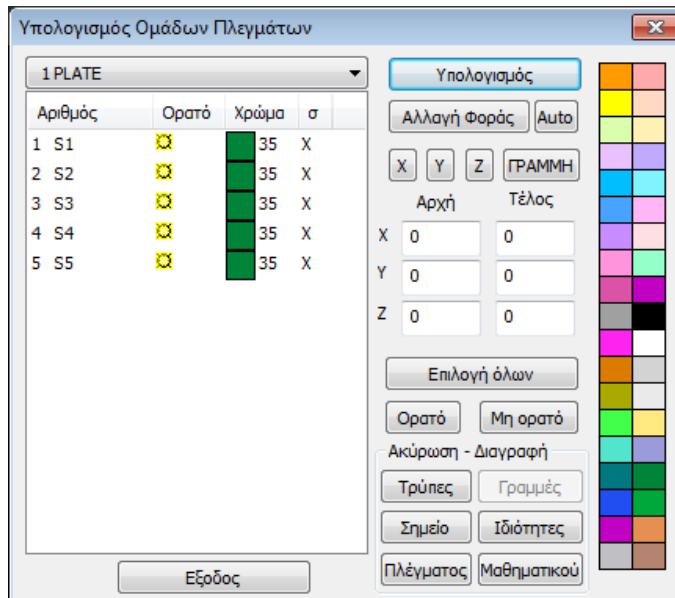 Υπολογισμός Ομάδων Πλεγμάτων
1 PLATE
Αριθμός Ορατό Χρώμα σ
1 S1 35 X
2 S2 35 X
3 S3 35 X
4 S4 35 X
5 S5 35 X
Εξοδος
Υπολογισμός
Αλλαγή Φοράς Auto
X Y Z ΓΡΑΜΜΗ
Αρχή Τέλος
X 0 0
Y 0 0
Z 0 0
Επιλογή όλων
Ορατό Μη ορατό
Ακύρωση - Διαγραφή
Τρύπες Γραμμές
Σημείο Ιδιότητες
Πλέγματος Μαθηματικού